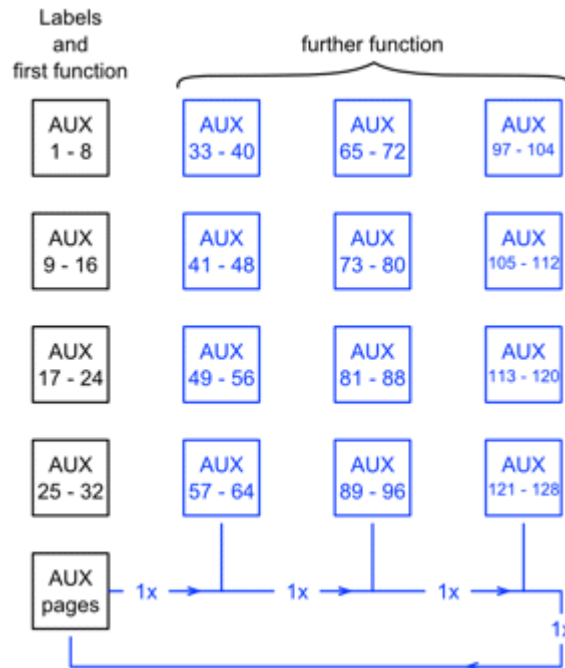 Labels
and
first function
further function
AUX
1 - 8
AUX
33 - 40
AUX
65 - 72
AUX
97 - 104
AUX
9 - 16
AUX
41 - 48
AUX
73 - 80
AUX
105 - 112
AUX
17 - 24
AUX
49 - 56
AUX
81 - 88
AUX
113 - 120
AUX
25 - 32
AUX
57 - 64
AUX
89 - 96
AUX
121 - 128
AUX
pages
1x
1x
1x
1x